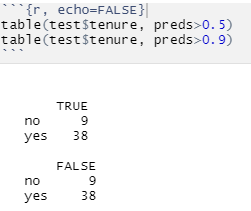 ```{r, echo=FALSE}
table(test$tenure, preds>0.5)
table(test$tenure, preds>0.9)
```
TRUE
no 9
yes 38
FALSE
no 9
yes 38